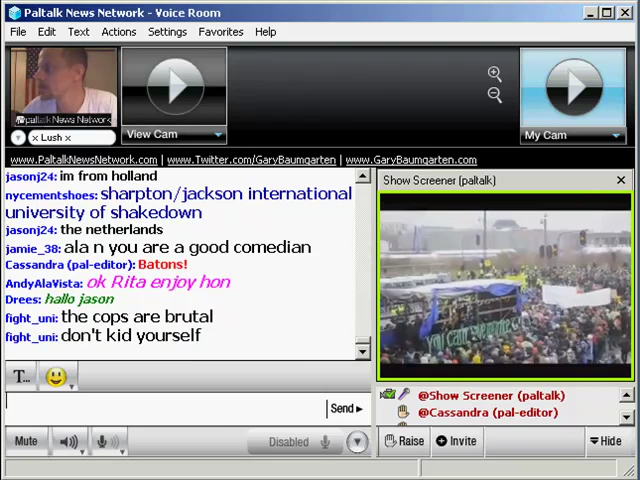 Paltalk News Network - Voice Room
File Edit Text Actions Settings Favorites Help
@paltalk News Network
x Lush x
View Cam
My Cam
www.PaltalkNewsNetwork.com | www.Twitter.com/GaryBaumgarten | www.GaryBaumgarten.com
jasonj24: im from holland
nycementshoes: sharpton/jackson international
university of shakedown
jasonj24: the netherlands
jamie_38: ala n you are a good comedian
Cassandra (pal-editor): Batons!
AndyAlaVista: ok Rita enjoy hon
Drees: hallo jason
fight_uni: the cops are brutal
fight_uni: don't kid yourself
Show Screener (paltalk)
@Show Screener (paltalk)
@Cassandra (pal-editor)
T...
Send
Mute
Disabled
Raise
Invite
Hide